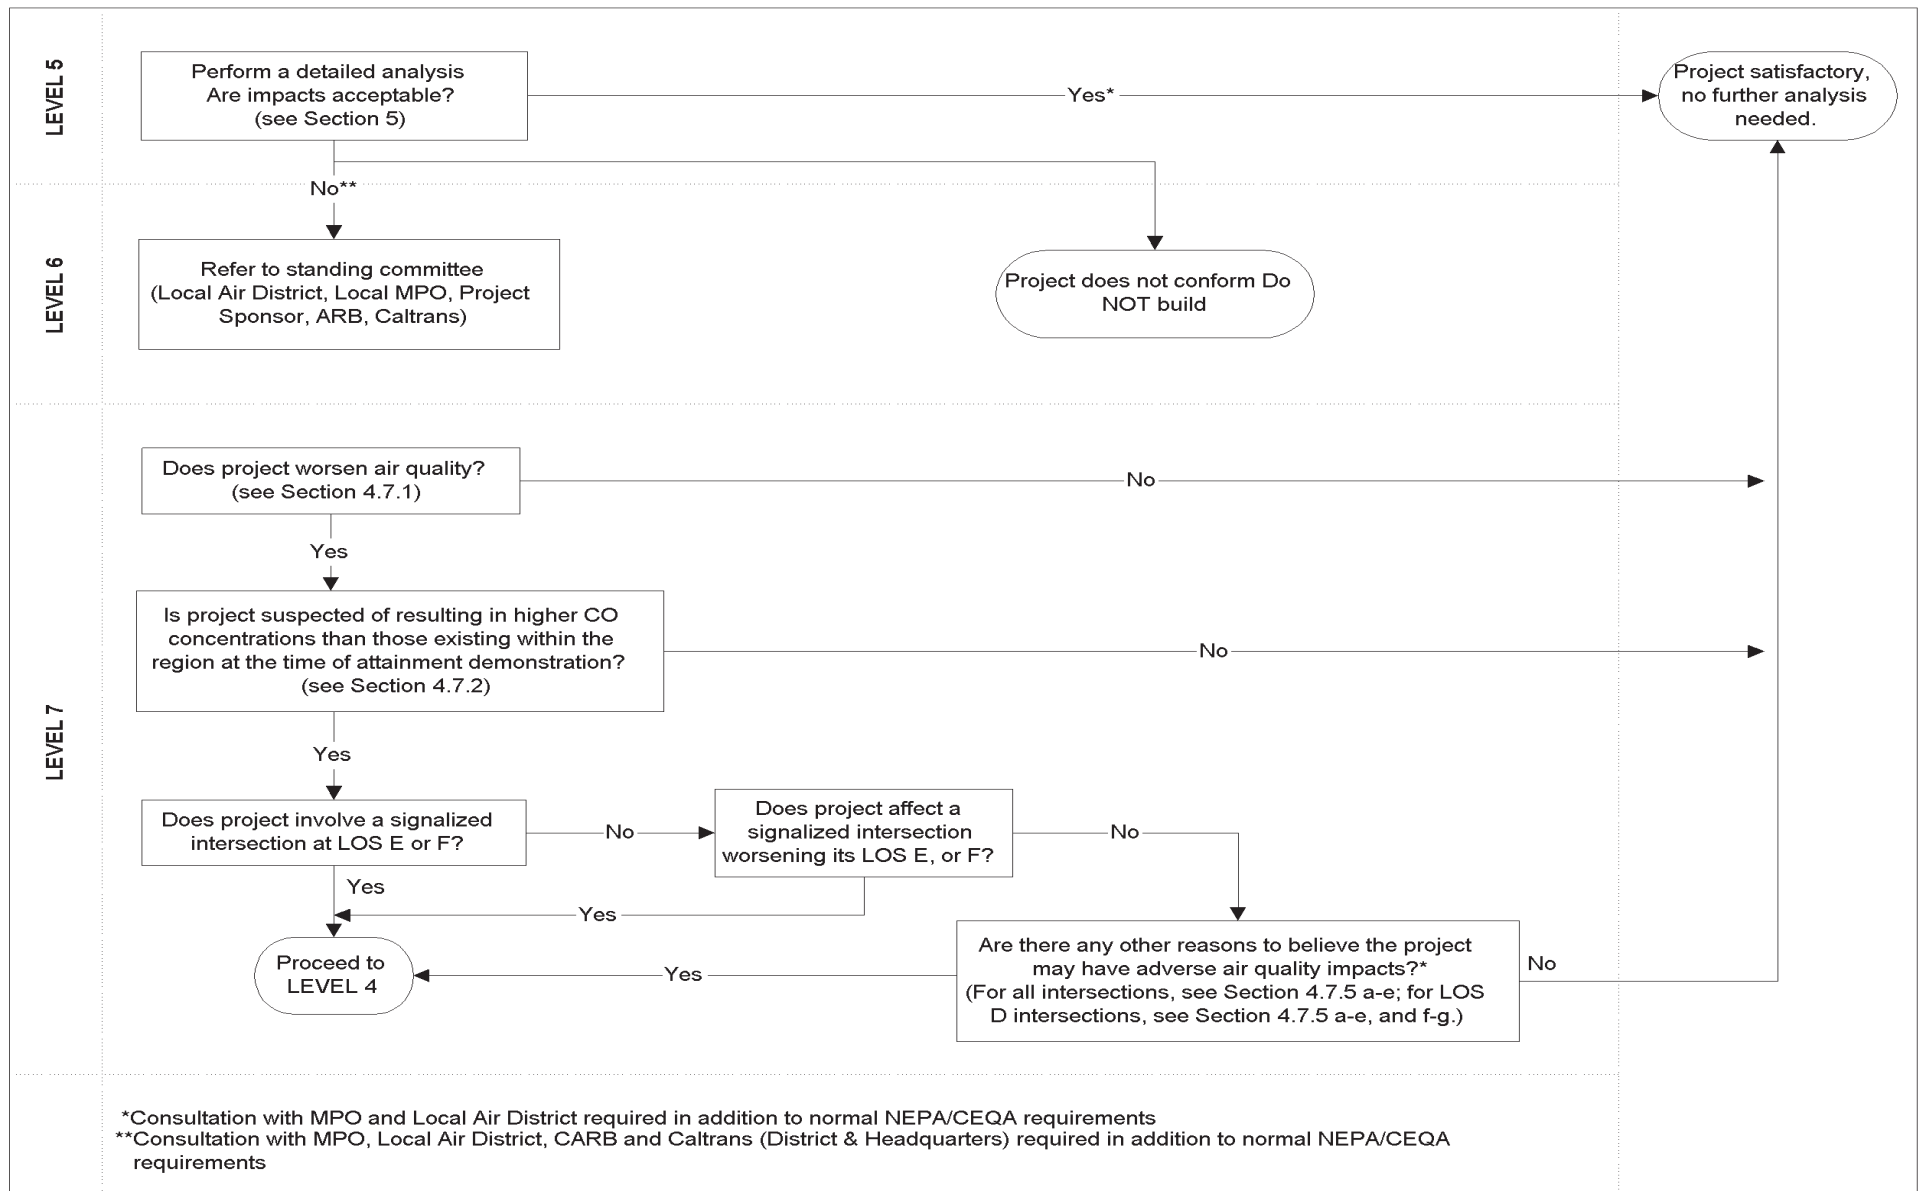 LEVEL 5
Perform a detailed analysis
Are impacts acceptable?
(see Section 5)
Yes*
Project satisfactory,
no further analysis
needed.
No**
LEVEL 6
Refer to standing committee
(Local Air District, Local MPO, Project
Sponsor, ARB, Caltrans)
Project does not conform Do
NOT build
LEVEL 7
Does project worsen air quality?
(see Section 4.7.1)
No
Yes
Is project suspected of resulting in higher CO
concentrations than those existing within the
region at the time of attainment demonstration?
(see Section 4.7.2)
No
Yes
Does project involve a signalized
intersection at LOS E or F?
No
Does project affect a
signalized intersection
worsening its LOS E, or F?
No
Yes
Yes
Proceed to
LEVEL 4
Yes
Are there any other reasons to believe the project
may have adverse air quality impacts?*
(For all intersections, see Section 4.7.5 a-e; for LOS
D intersections, see Section 4.7.5 a-e, and f-g.)
No
*Consultation with MPO and Local Air District required in addition to normal NEPA/CEQA requirements
**Consultation with MPO, Local Air District, CARB and Caltrans (District & Headquarters) required in addition to normal NEPA/CEQA
requirements